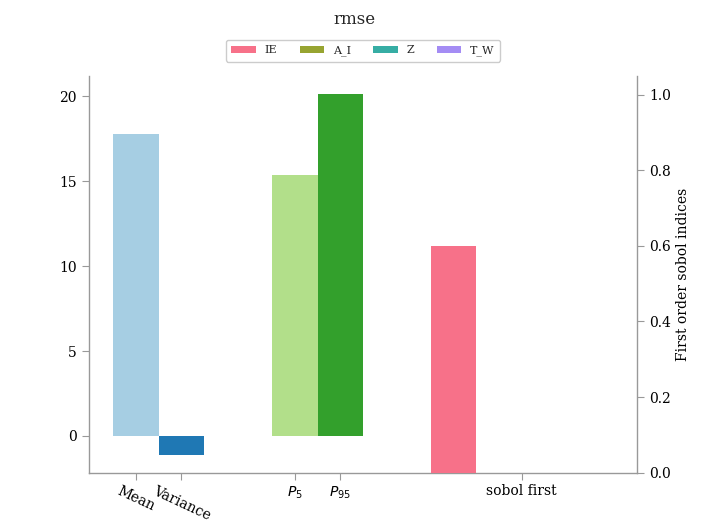 rmse
IE A_I Z T_W
20
15
10
5
0
1.0
0.8
0.6
0.4
0.2
0.0
First order sobol indices
Mean Variance P5 P95 sobol first